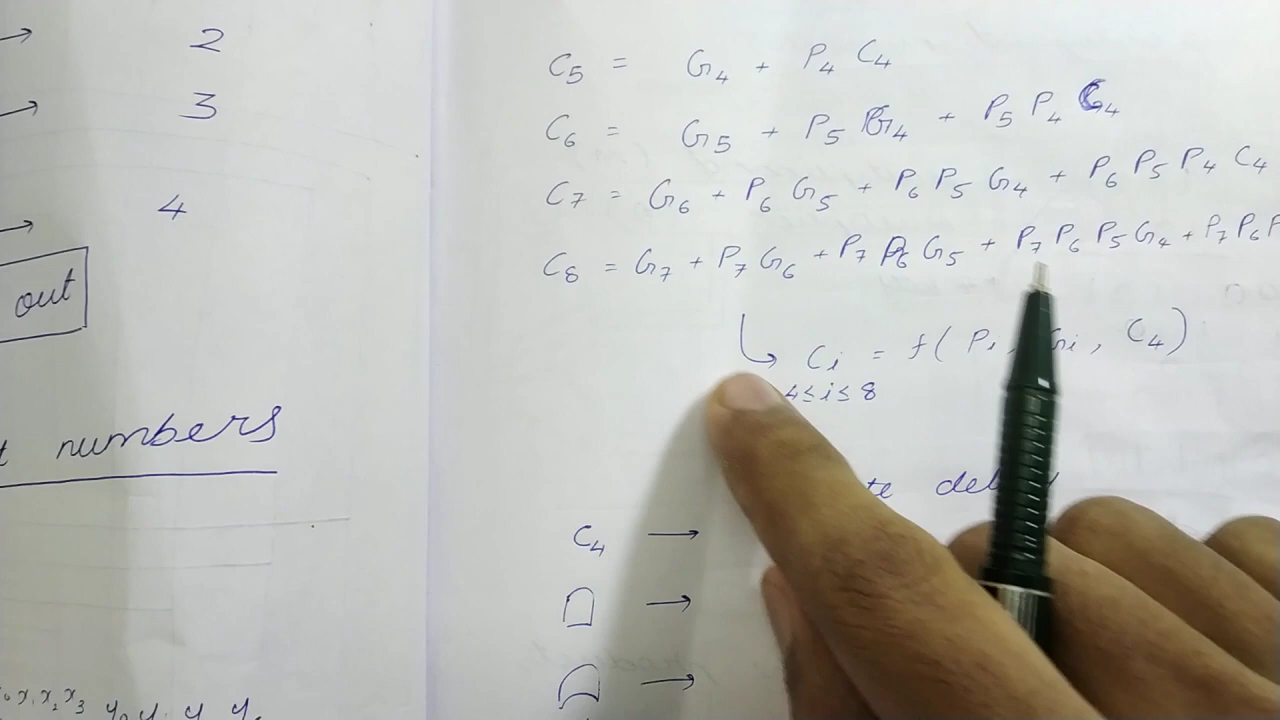 → 2
→ 3
→ 4
out
numbers
C₅ = G₄ + P₄ C₄
C₆ = G₅ + P₅ G₄ + P₅ P₄ C₄
C₇ = G₆ + P₆ G₅ + P₆ P₅ G₄ + P₆ P₅ P₄ C₄
C₈ = G₇ + P₇ G₆ + P₇ P₆ G₅ + P₇ P₆ P₅ G₄ + P₇ P₆ P
Cᵢ = f( Pᵢ, Gᵢ, C₄ )
4≤i≤8
C₄ →
→
→